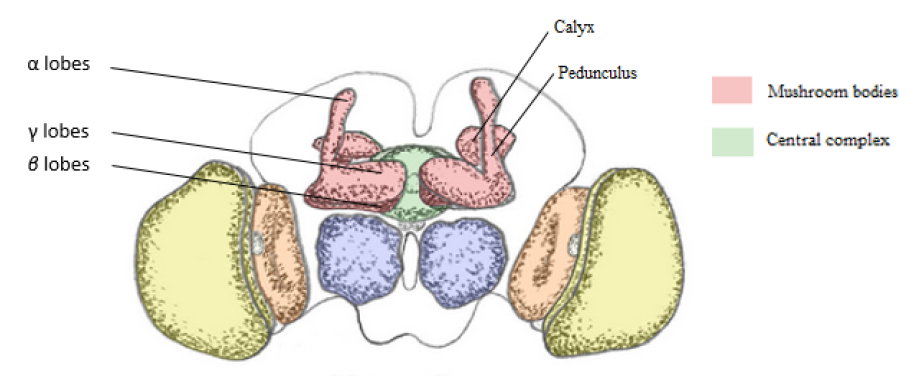 α lobes
γ lobes
β lobes
Calyx
Pedunculus
Mushroom bodies
Central complex